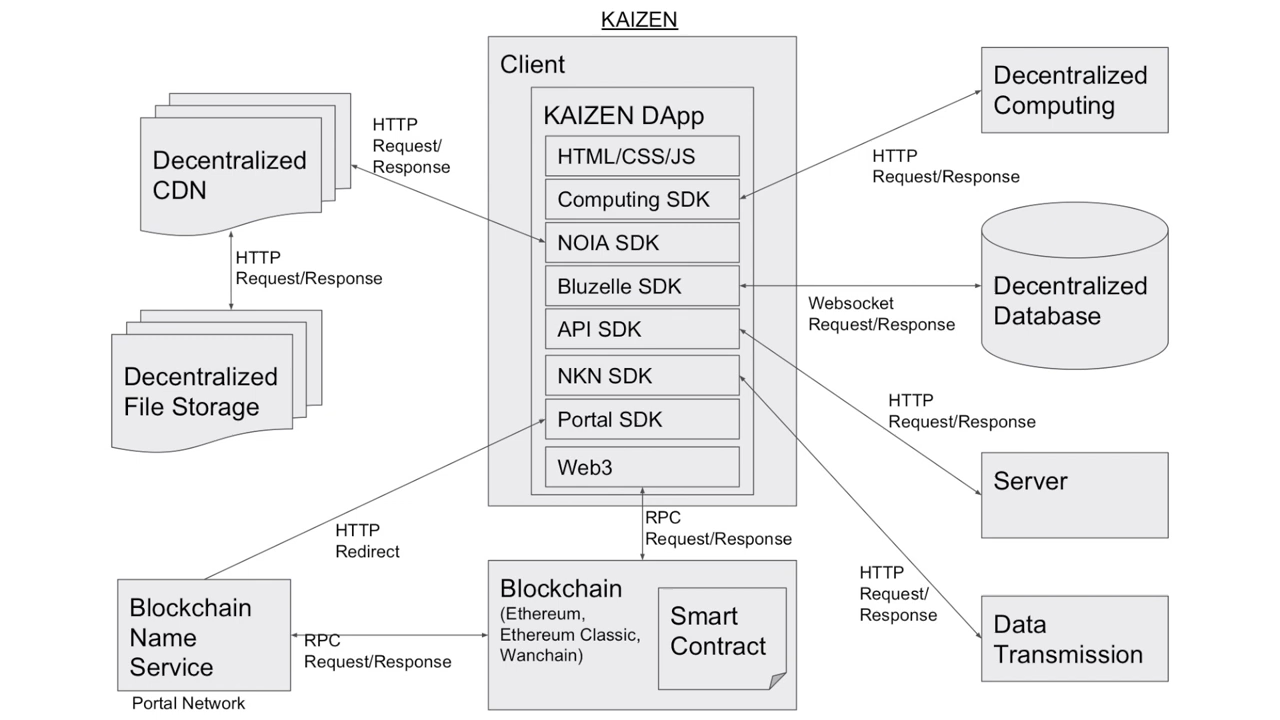 KAIZEN
Client
KAIZEN DApp
HTML/CSS/JS
Computing SDK
NOIA SDK
Bluzelle SDK
API SDK
NKN SDK
Portal SDK
Web3
Decentralized
CDN
HTTP
Request/
Response
HTTP
Request/Response
Decentralized
File Storage
HTTP
Redirect
Blockchain
Name
Service
Portal Network
RPC
Request/Response
RPC
Request/Response
Blockchain
(Ethereum,
Ethereum Classic,
Wanchain)
Smart
Contract
Decentralized
Computing
HTTP
Request/Response
Decentralized
Database
Websocket
Request/Response
HTTP
Request/Response
Server
HTTP
Request/
Response
Data
Transmission